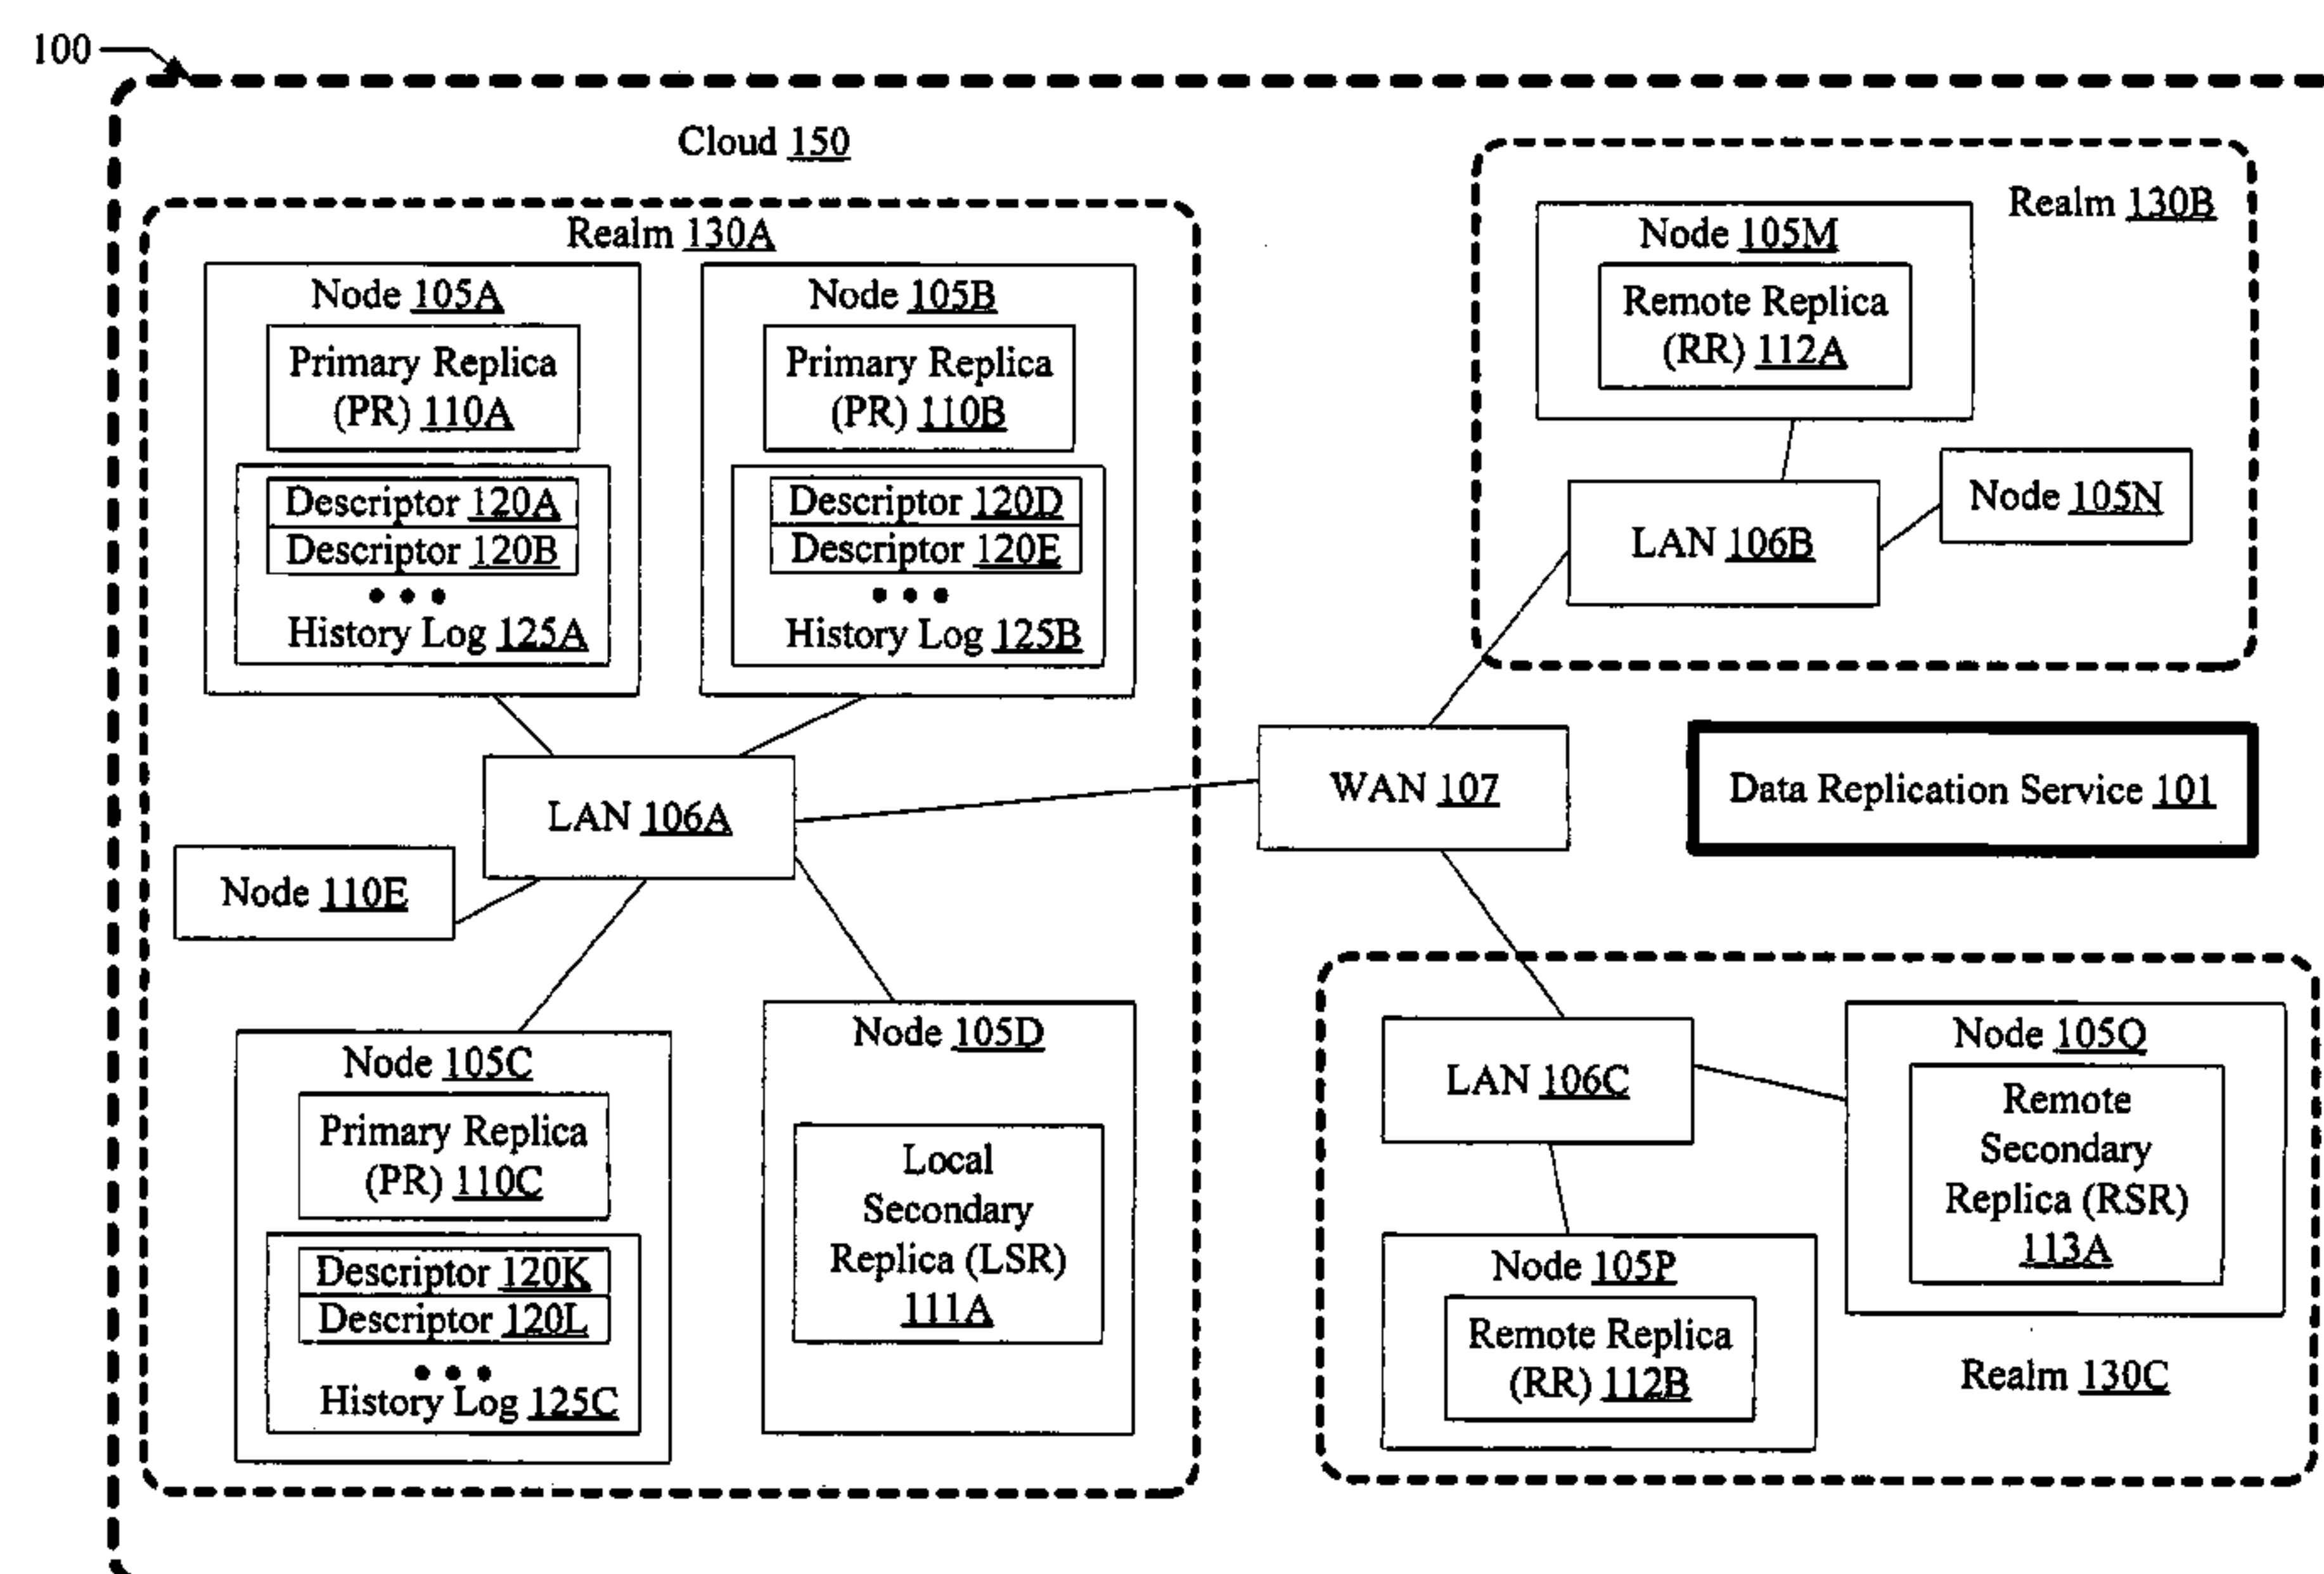 100
Cloud 150
Realm 130A
Node 105A
Primary Replica
(PR) 110A
Descriptor 120A
Descriptor 120B
• • •
History Log 125A
Node 105B
Primary Replica
(PR) 110B
Descriptor 120D
Descriptor 120E
• • •
History Log 125B
LAN 106A
Node 110E
Node 105C
Primary Replica
(PR) 110C
Descriptor 120K
Descriptor 120L
• • •
History Log 125C
Node 105D
Local
Secondary
Replica (LSR)
111A
WAN 107
Realm 130B
Node 105M
Remote Replica
(RR) 112A
LAN 106B
Node 105N
Data Replication Service 101
LAN 106C
Node 105Q
Remote
Secondary
Replica (RSR)
113A
Node 105P
Remote Replica
(RR) 112B
Realm 130C